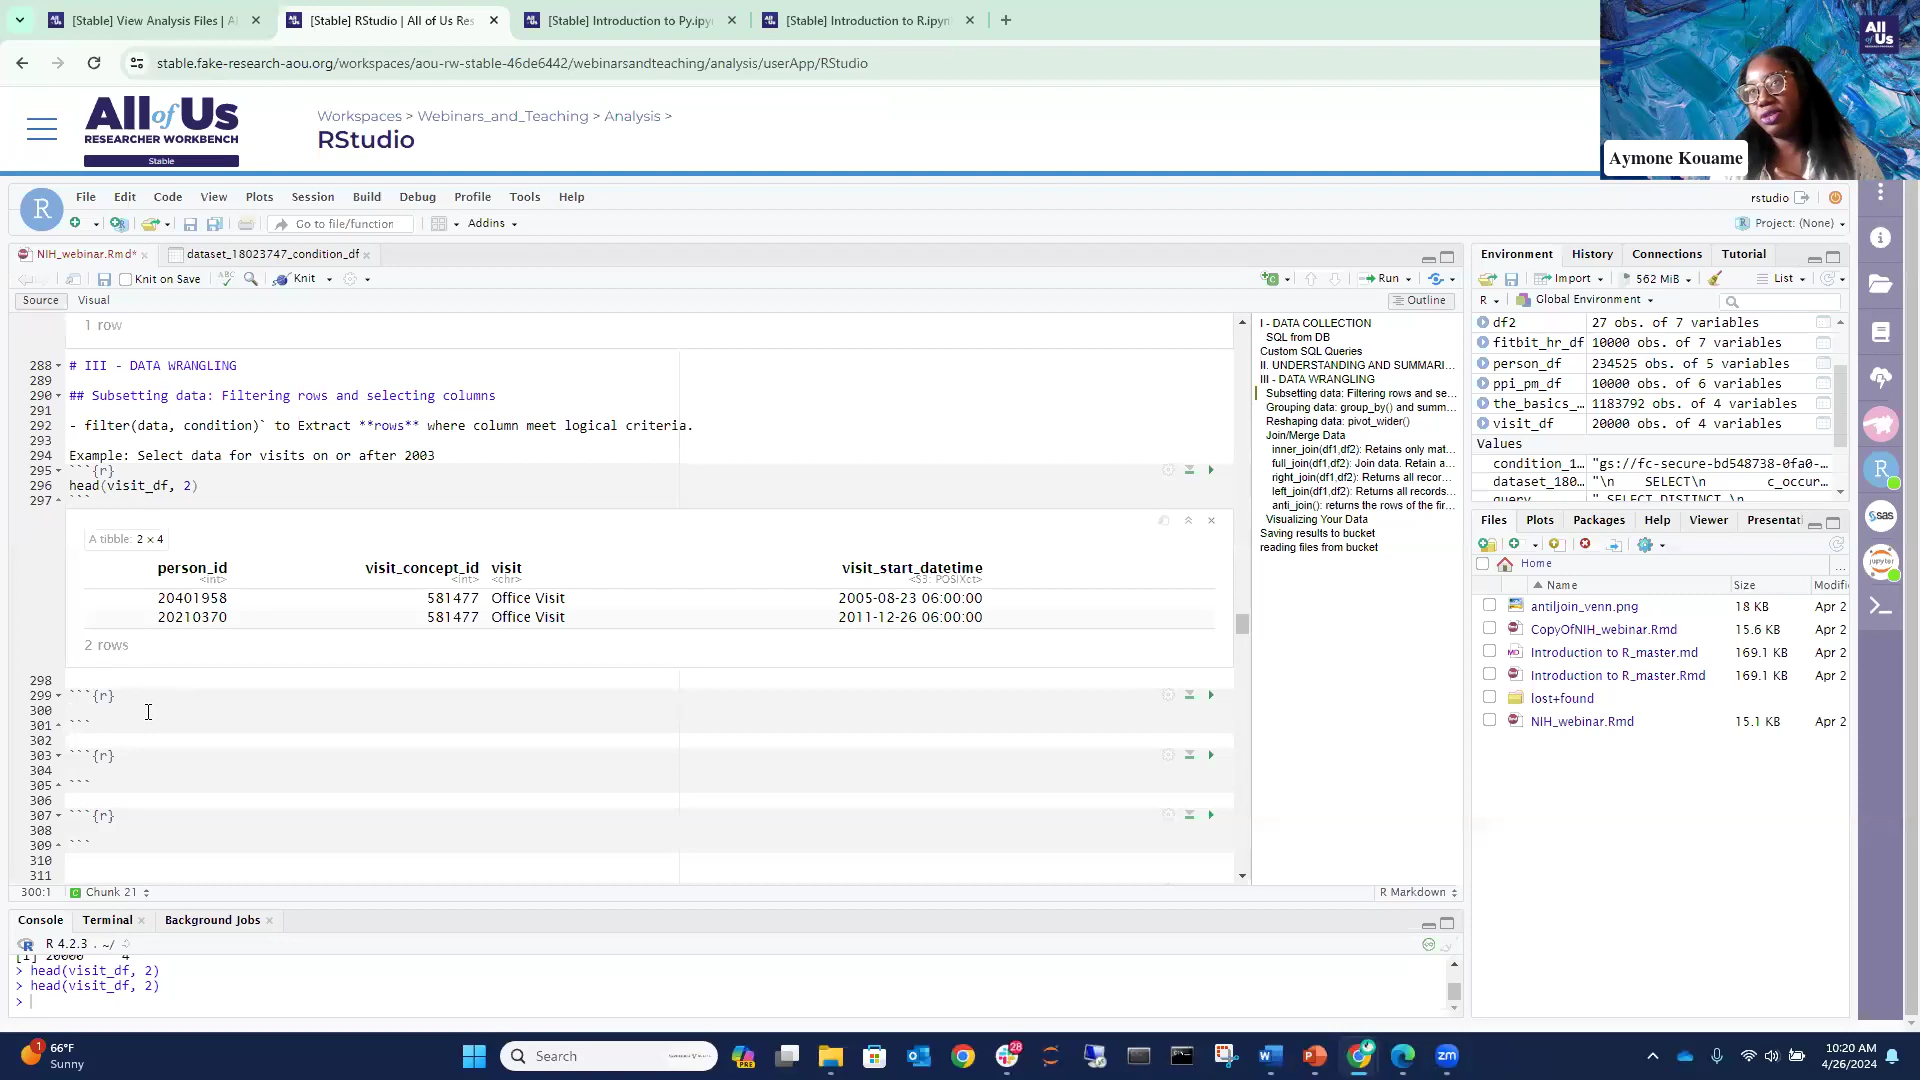 [Stable] View Analysis Files | A
[Stable] RStudio | All of Us Res
[Stable] Introduction to Py.ipy
[Stable] Introduction to R.ipyn
stable.fake-research-aou.org/workspaces/aou-rw-stable-46de6442/webinarsandteaching/analysis/userApp/RStudio
All of Us
RESEARCHER WORKBENCH
Stable
Workspaces > Webinars_and_Teaching > Analysis >
RStudio
All of Us
Aymone Kouame
File Edit Code View Plots Session Build Debug Profile Tools Help
rstudio
Go to file/function
Addins
Project: (None)
NIH_webinar.Rmd*
dataset_18023747_condition_df
Knit on Save
ABC
Knit
Run
Source Visual
Outline
1 row
288 # III - DATA WRANGLING
289
290 ## Subsetting data: Filtering rows and selecting columns
291
292 - filter(data, condition)` to Extract **rows** where column meet logical criteria.
293
294 Example: Select data for visits on or after 2003
295 ```{r}
296 head(visit_df, 2)
297 ```
A tibble: 2 × 4
person_id visit_concept_id visit visit_start_datetime
<int> <int> <chr> <S3: POSIXct>
20401958 581477 Office Visit 2005-08-23 06:00:00
20210370 581477 Office Visit 2011-12-26 06:00:00
2 rows
298
299 ```{r}
300
301 ```
302
303 ```{r}
304
305 ```
306
307 ```{r}
308
309 ```
310
311
300:1 Chunk 21
R Markdown
I - DATA COLLECTION
SQL from DB
Custom SQL Queries
II. UNDERSTANDING AND SUMMARI...
III - DATA WRANGLING
Subsetting data: Filtering rows and se...
Grouping data: group_by() and summ...
Reshaping data: pivot_wider()
Join/Merge Data
inner_join(df1,df2): Retains only mat...
full_join(df1,df2): Join data. Retain a...
right_join(df1,df2): Returns all recor...
left_join(df1,df2): Returns all records...
anti_join(): returns the rows of the fir...
Visualizing Your Data
Saving results to bucket
reading files from bucket
Console Terminal Background Jobs
R 4.2.3 . ~/
[1] 20000 4
> head(visit_df, 2)
> head(visit_df, 2)
>
Environment History Connections Tutorial
Import 562 MiB List
R Global Environment
df2 27 obs. of 7 variables
fitbit_hr_df 10000 obs. of 7 variables
person_df 234525 obs. of 5 variables
ppi_pm_df 10000 obs. of 6 variables
the_basics_... 1183792 obs. of 4 variables
visit_df 20000 obs. of 4 variables
Values
condition_1... "gs://fc-secure-bd548738-0fa0-...
dataset_180... "\n SELECT\n c_occur...
query " SELECT DISTINCT \n
Files Plots Packages Help Viewer Presentati
Home
Name Size Modifi
antiljoin_venn.png 18 KB Apr 2
CopyOfNIH_webinar.Rmd 15.6 KB Apr 2
Introduction to R_master.md 169.1 KB Apr 2
Introduction to R_master.Rmd 169.1 KB Apr 2
lost+found
NIH_webinar.Rmd 15.1 KB Apr 2
sas
jupyter
1
66°F
Sunny
Search
PRE
28
zm
10:20 AM
4/26/2024